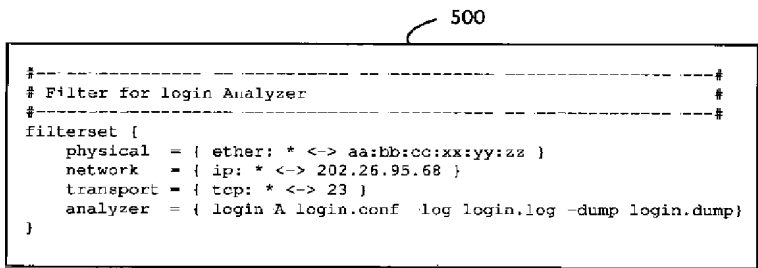 500
#------------------ -- ---------------- -- ------------- ----#
# Filter for login Analyzer #
#------------------ -- ---------------- -- ------------- ----#
filterset {
physical = { ether: * <-> aa:bb:cc:xx:yy:zz }
network = { ip: * <-> 202.26.95.68 }
transport = { tcp: * <-> 23 }
analyzer = { login A login.conf -log login.log -dump login.dump}
}